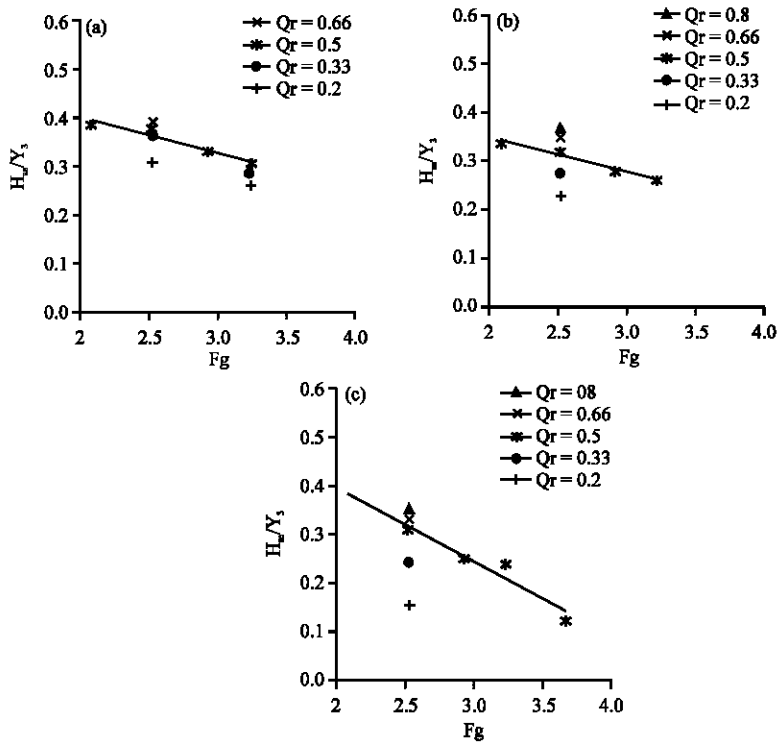 (a)
Qr = 0.66
Qr = 0.5
Qr = 0.33
Qr = 0.2
0.6
0.5
0.4
0.3
0.2
0.1
0.0
Hm/Y3
2 2.5 3.0 3.5 4.0
Fg
(b)
Qr = 0.8
Qr = 0.66
Qr = 0.5
Qr = 0.33
Qr = 0.2
0.6
0.5
0.4
0.3
0.2
0.1
0.0
Hm/Y3
2 2.5 3.0 3.5 4.0
Fg
(c)
Qr = 08
Qr = 0.66
Qr = 0.5
Qr = 0.33
Qr = 0.2
0.6
0.5
0.4
0.3
0.2
0.1
0.0
Hm/Y3
2 2.5 3.0 3.5 4.0
Fg